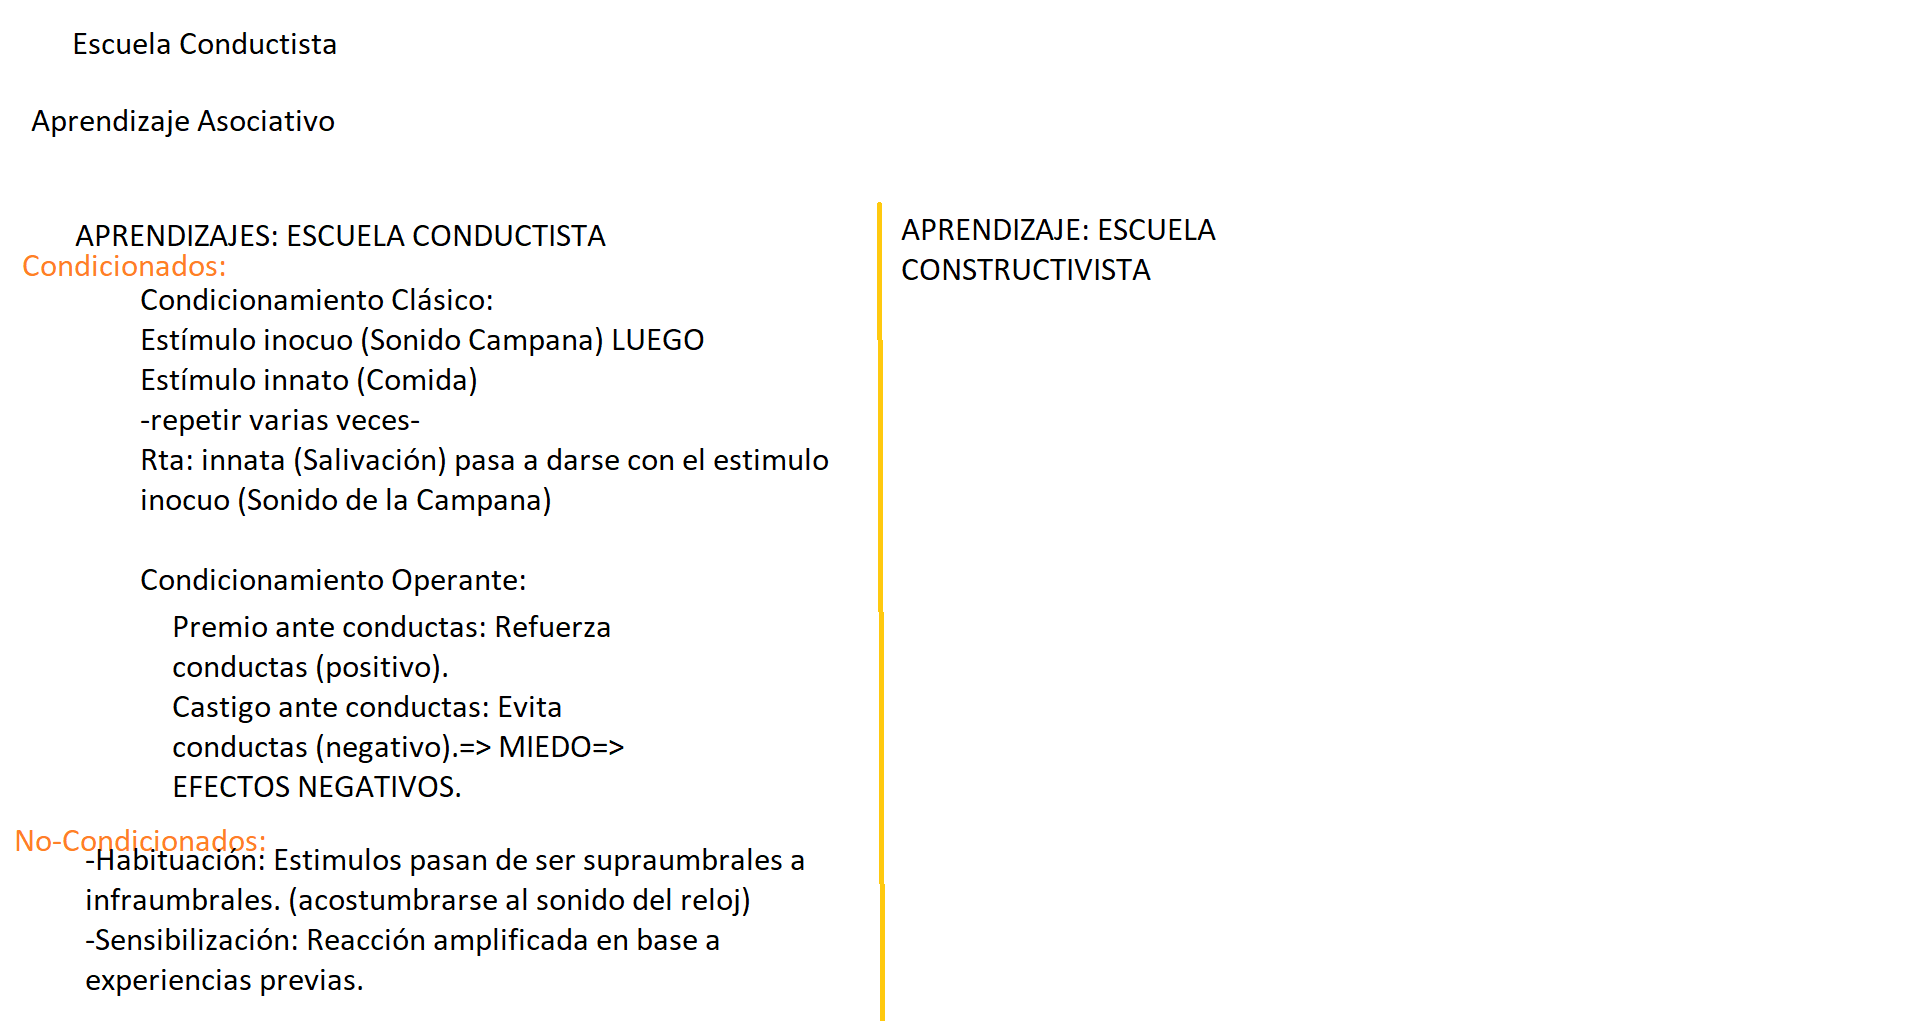 Escuela Conductista
Aprendizaje Asociativo
APRENDIZAJES: ESCUELA CONDUCTISTA
Condicionados:
Condicionamiento Clásico:
Estímulo inocuo (Sonido Campana) LUEGO
Estímulo innato (Comida)
-repetir varias veces-
Rta: innata (Salivación) pasa a darse con el estimulo
inocuo (Sonido de la Campana)
Condicionamiento Operante:
Premio ante conductas: Refuerza
conductas (positivo).
Castigo ante conductas: Evita
conductas (negativo).=> MIEDO=>
EFECTOS NEGATIVOS.
No-Condicionados:
-Habituación: Estimulos pasan de ser supraumbrales a
infraumbrales. (acostumbrarse al sonido del reloj)
-Sensibilización: Reacción amplificada en base a
experiencias previas.
APRENDIZAJE: ESCUELA
CONSTRUCTIVISTA